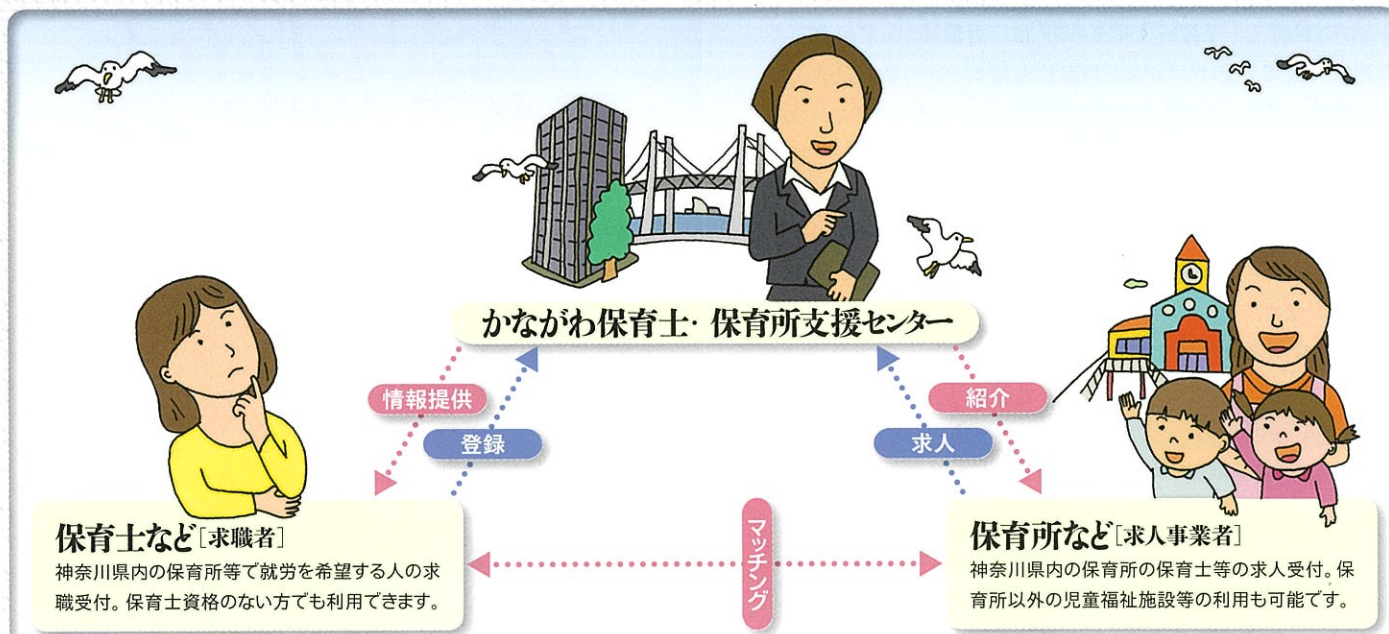 かながわ保育士・保育所支援センター
情報提供
登録
紹介
求人
マッチング
保育士など[求職者]
神奈川県内の保育所等で就労を希望する人の求
職受付。保育士資格のない方でも利用できます。
保育所など[求人事業者]
神奈川県内の保育所の保育士等の求人受付。保
育所以外の児童福祉施設等の利用も可能です。